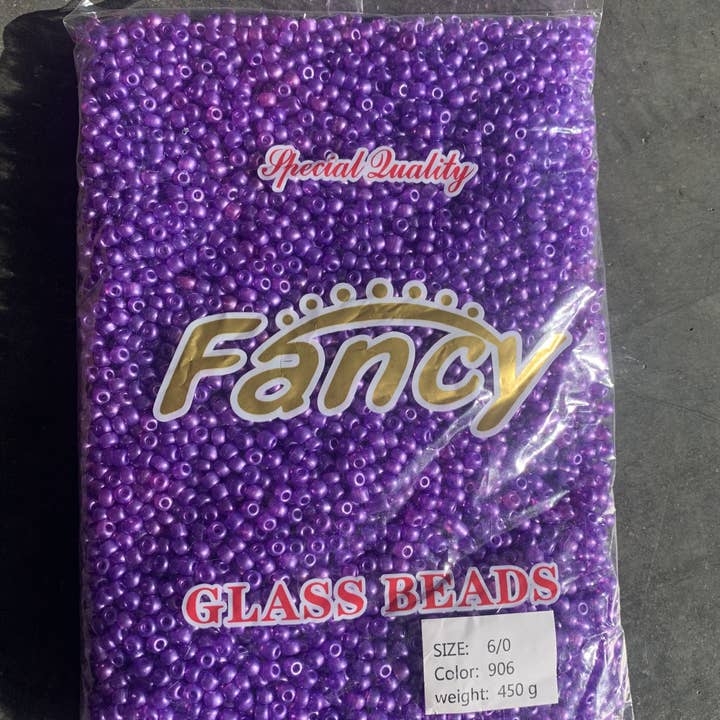 Special Quality
Fancy
GLASS BEADS
SIZE: 6/0
Color: 906
weight: 450 g